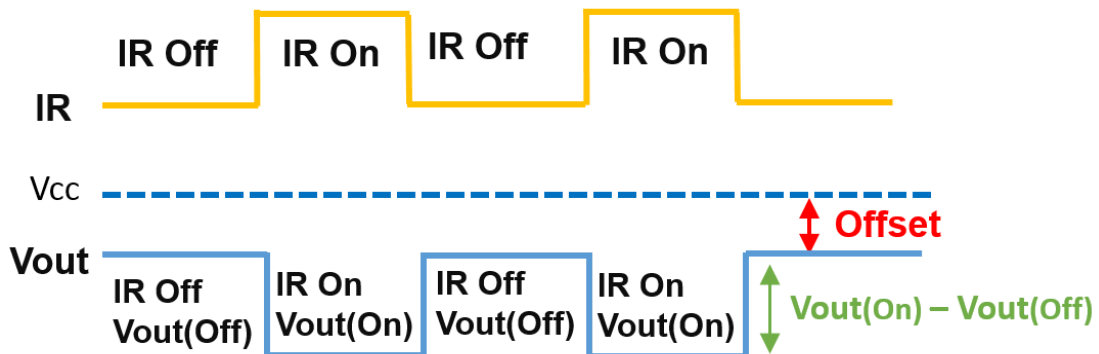 IR Off
IR On
IR Off
IR On
IR
Vcc
Offset
Vout
IR Off
Vout(Off)
IR On
Vout(On)
IR Off
Vout(Off)
IR On
Vout(On)
Vout(On) – Vout(Off)